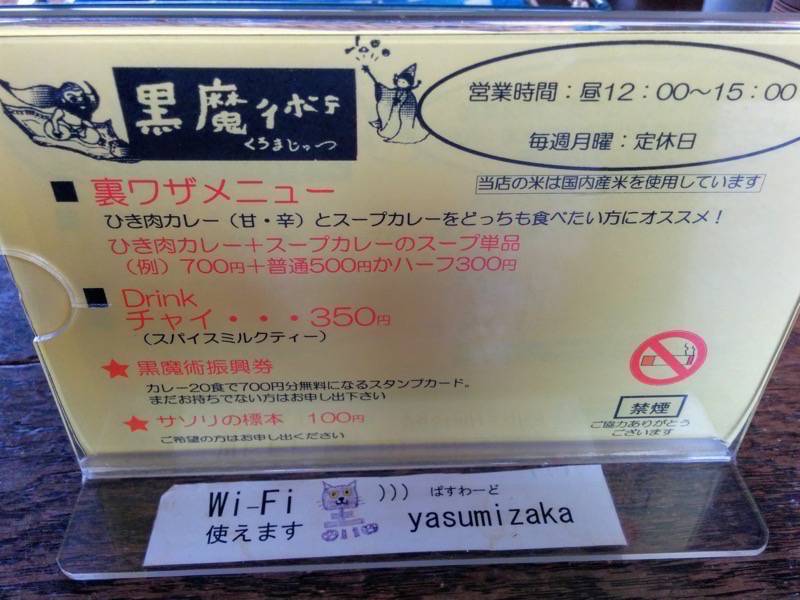 黒魔術ボテ
くろまじゅつ
営業時間：昼12：00〜15：00
毎週月曜：定休日
当店の米は国内産米を使用しています
■ 裏ワザメニュー
ひき肉カレー（甘・辛）とスープカレーをどっちも食べたい方にオススメ！
ひき肉カレー＋スープカレーのスープ単品
（例）700円＋普通500円かハーフ300円
■ Drink
チャイ・・・350円
（スパイスミルクティー）
★ 黒魔術振興券
カレー20食で700円分無料になるスタンプカード。
まだお持ちでない方はお申し出下さい
★ サソリの標本 100円
ご希望の方はお申し出ください
禁煙
ご協力ありがとう
ございます
Wi-Fi
使えます
))) ぱすわーど
yasumizaka